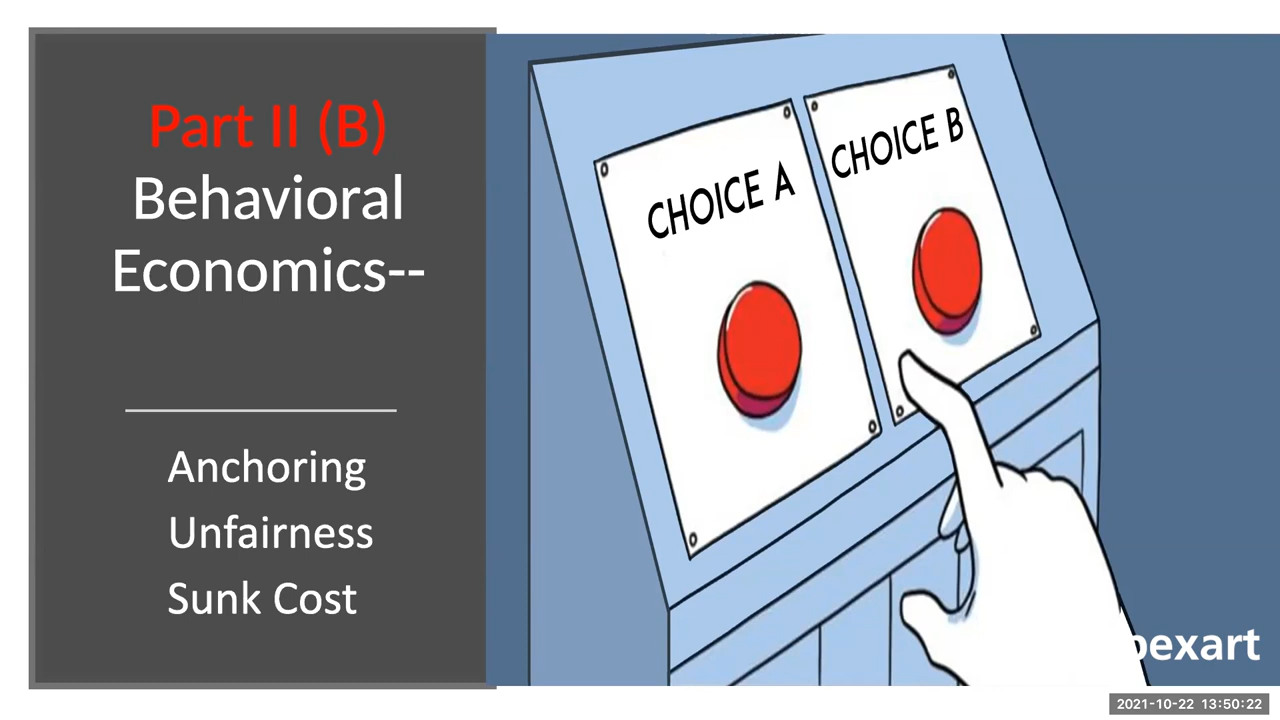 Part II (B)
Behavioral
Economics--
Anchoring
Unfairness
Sunk Cost
CHOICE A
CHOICE B
2021-10-22 13:50:22